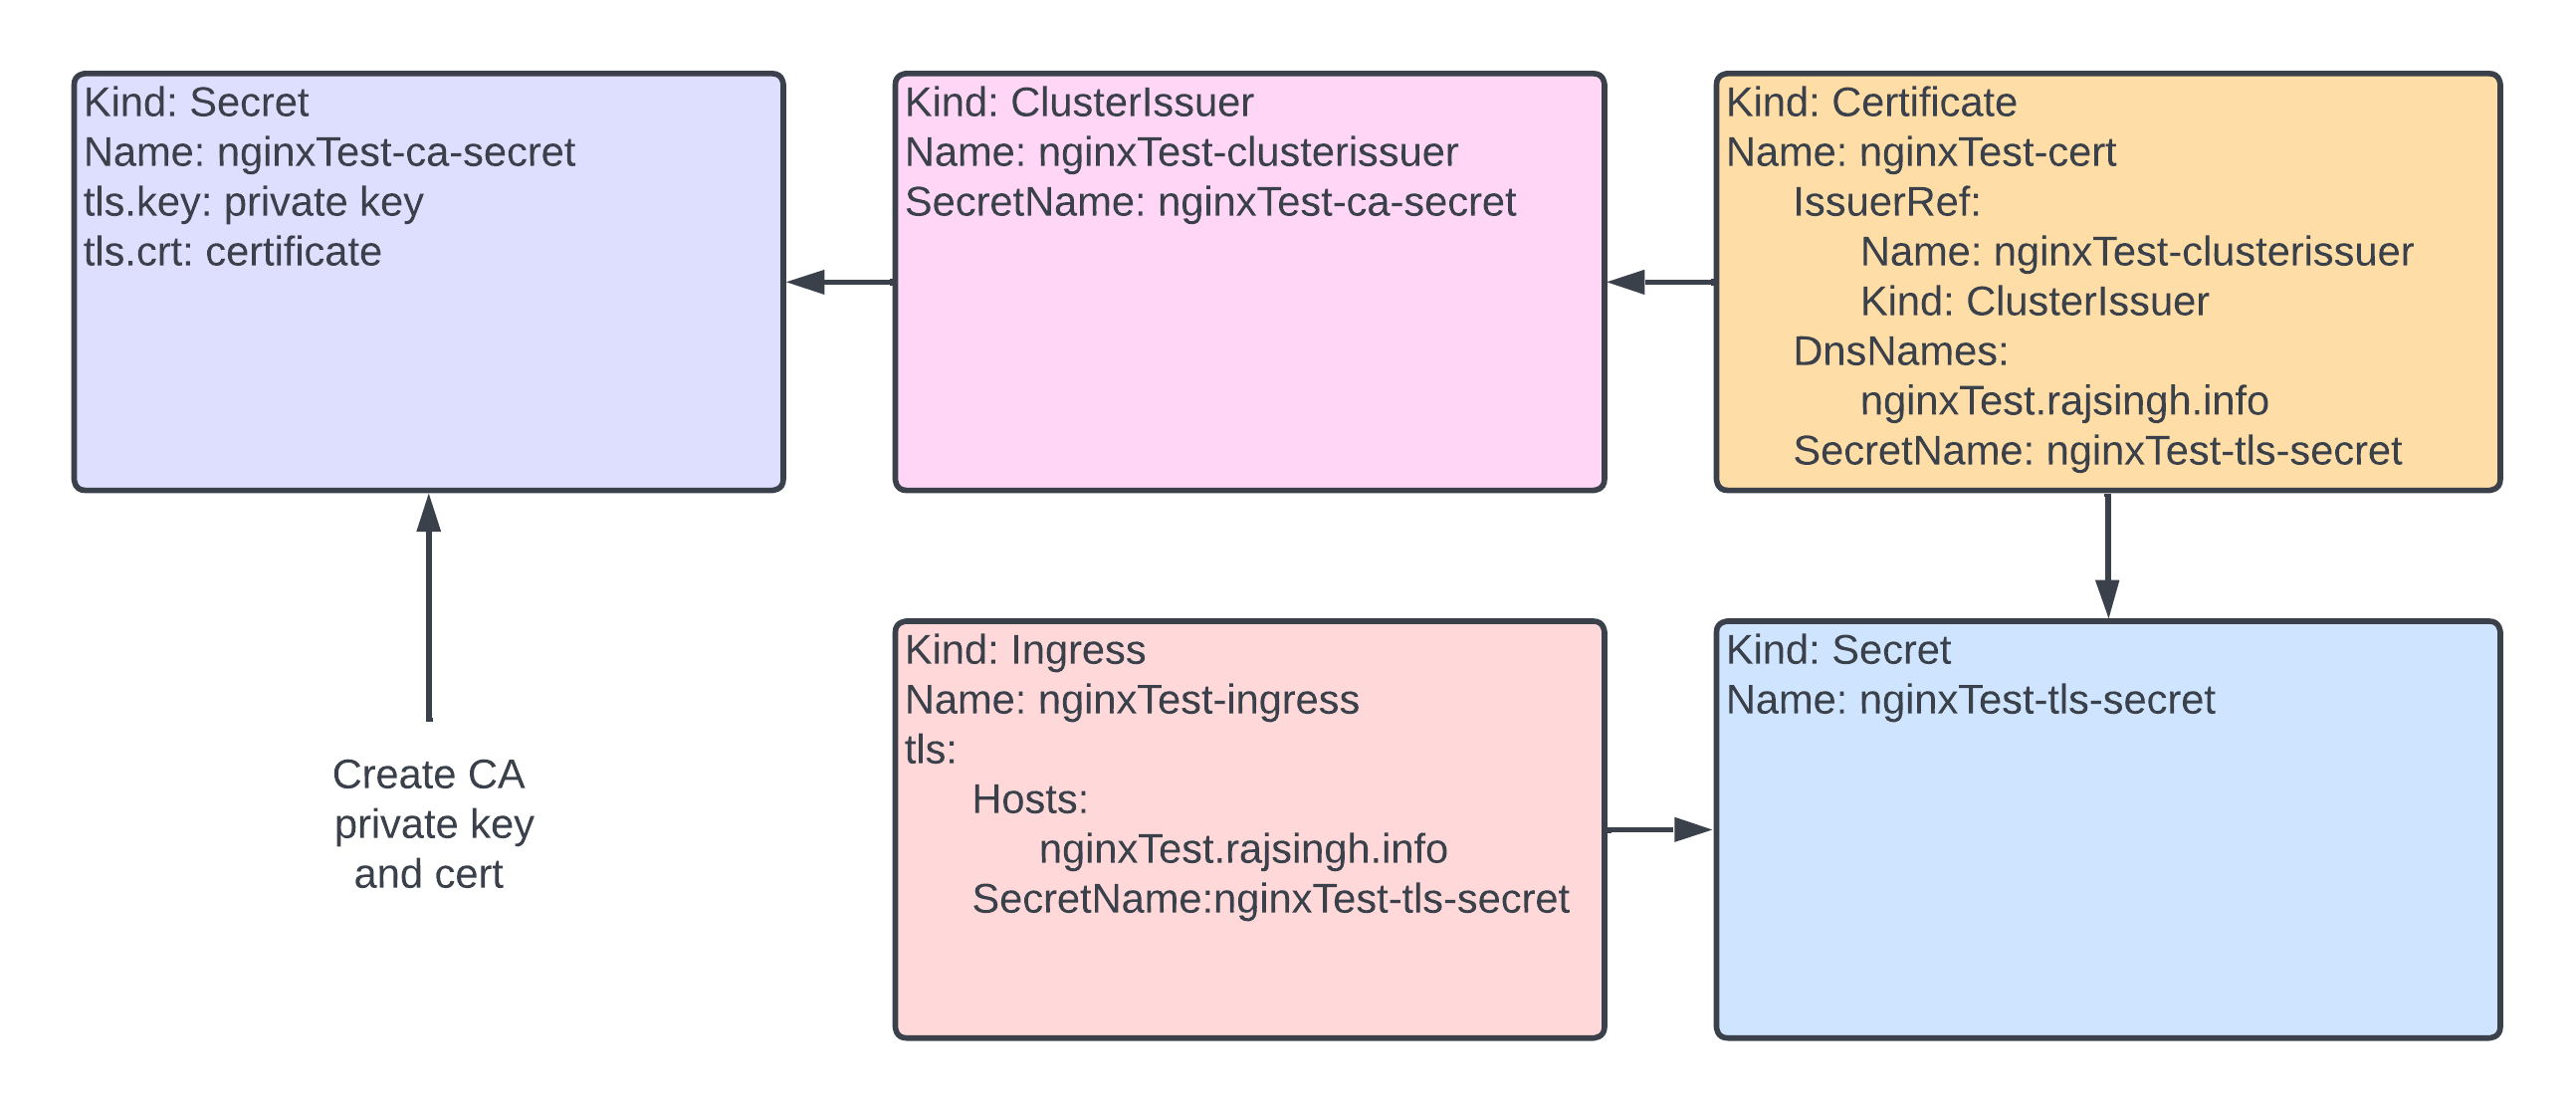 Kind: Secret
Name: nginxTest-ca-secret
tls.key: private key
tls.crt: certificate
Kind: ClusterIssuer
Name: nginxTest-clusterissuer
SecretName: nginxTest-ca-secret
Kind: Certificate
Name: nginxTest-cert
IssuerRef:
Name: nginxTest-clusterissuer
Kind: ClusterIssuer
DnsNames:
nginxTest.rajsingh.info
SecretName: nginxTest-tls-secret
Create CA
private key
and cert
Kind: Ingress
Name: nginxTest-ingress
tls:
Hosts:
nginxTest.rajsingh.info
SecretName:nginxTest-tls-secret
Kind: Secret
Name: nginxTest-tls-secret